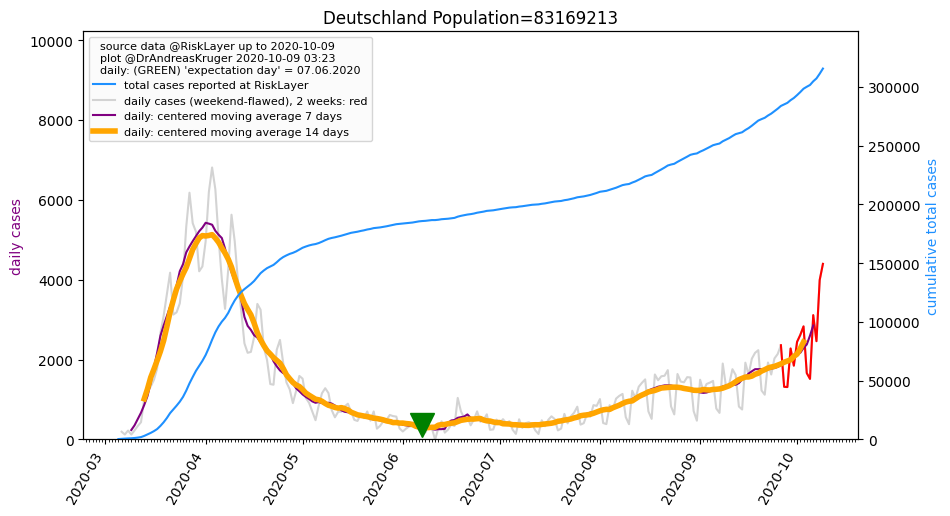 Deutschland Population=83169213
source data @RiskLayer up to 2020-10-09
plot @DrAndreasKruger 2020-10-09 03:23
daily: (GREEN) 'expectation day' = 07.06.2020
total cases reported at RiskLayer
daily cases (weekend-flawed), 2 weeks: red
daily: centered moving average 7 days
daily: centered moving average 14 days
daily cases
10000
8000
6000
4000
2000
0
cumulative total cases
300000
250000
200000
150000
100000
50000
0
2020-03
2020-04
2020-05
2020-06
2020-07
2020-08
2020-09
2020-10